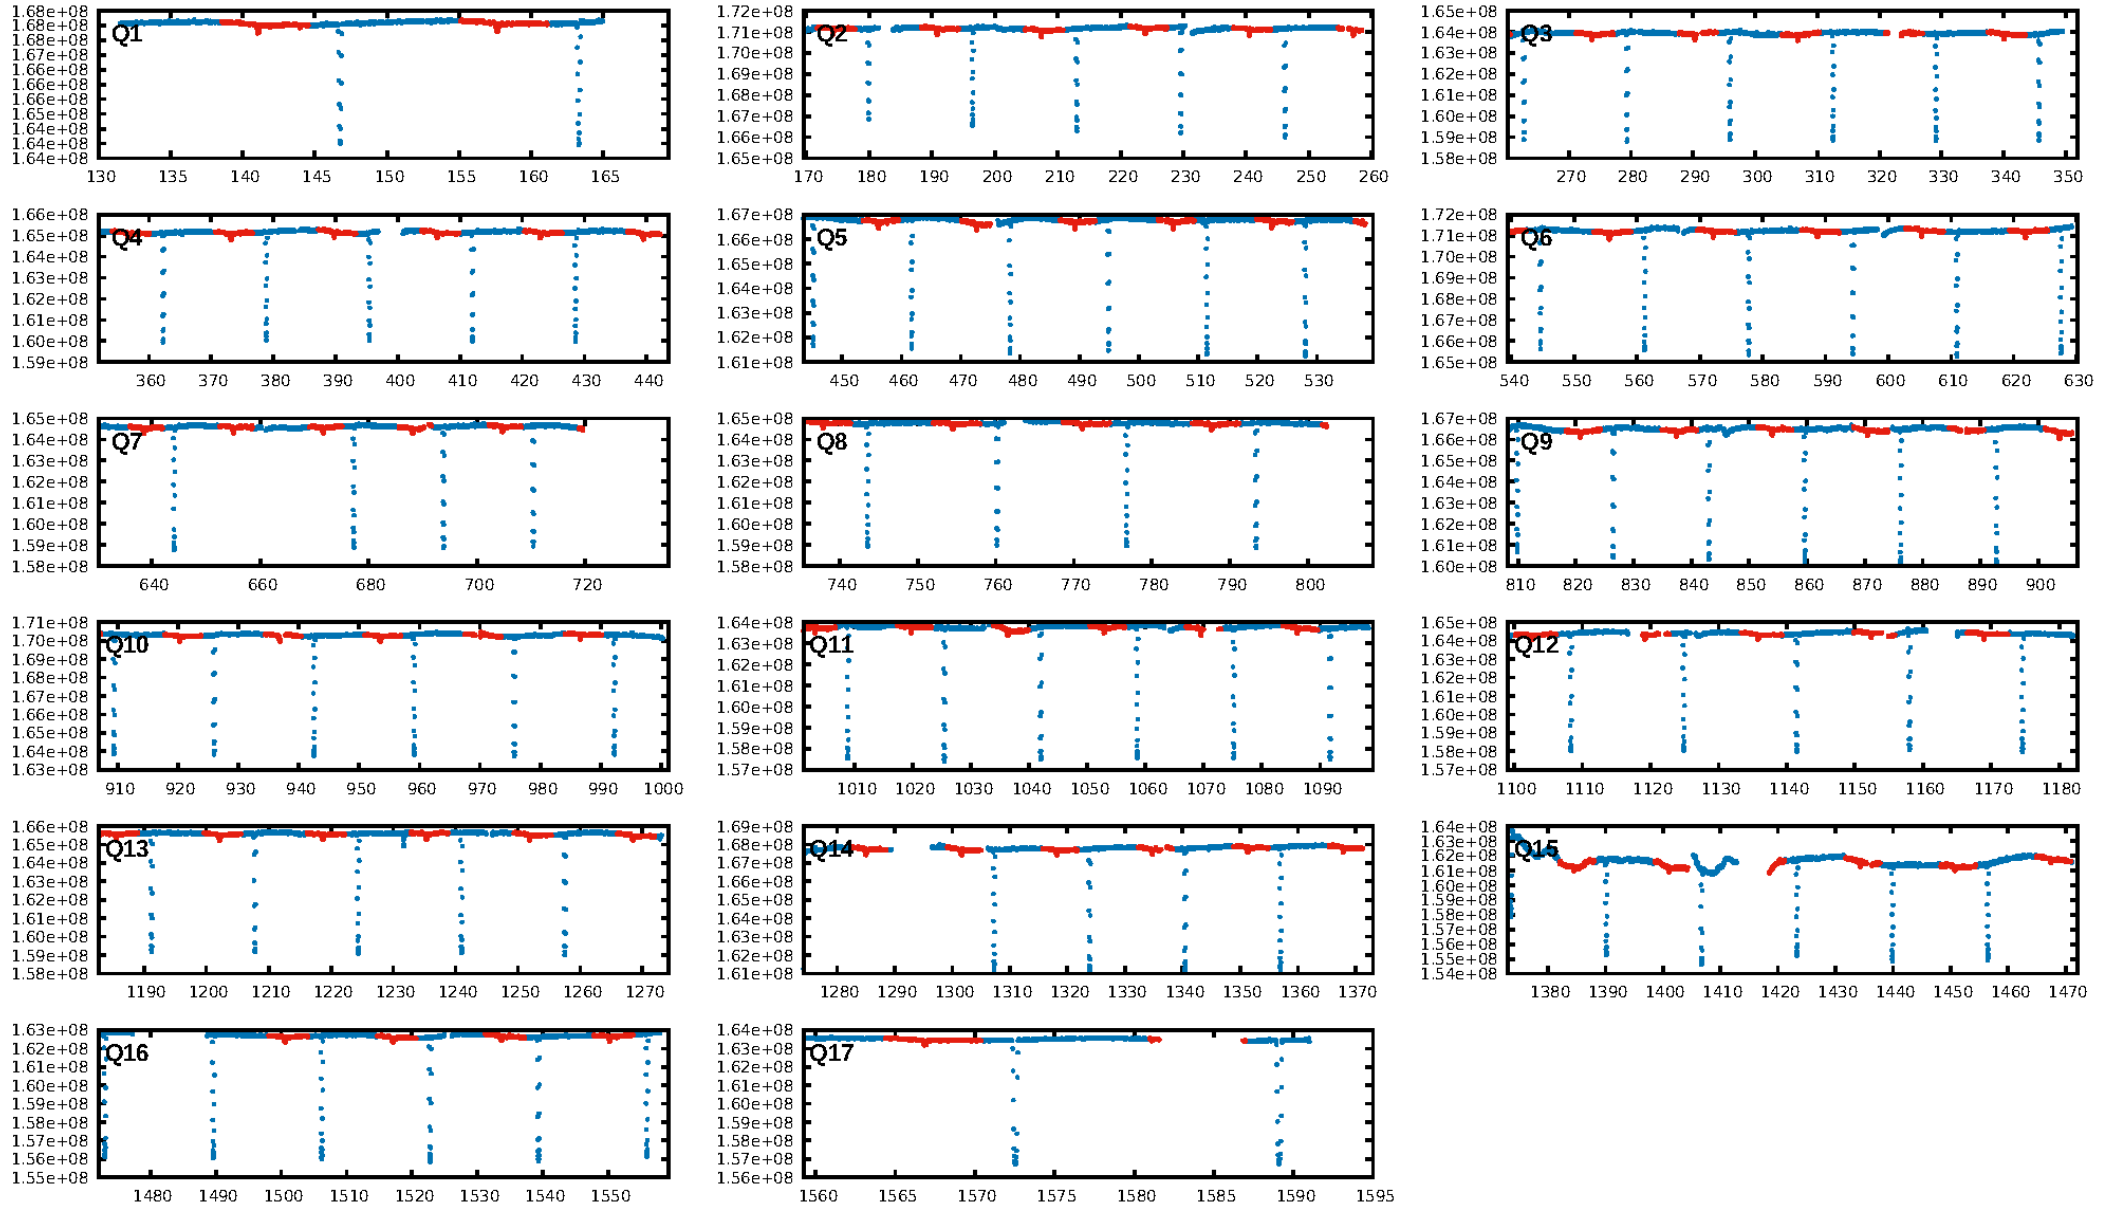 1.68e+08
1.68e+08
1.68e+08
1.67e+08
1.66e+08
1.66e+08
1.66e+08
1.65e+08
1.64e+08
1.64e+08
1.64e+08
Q1
130 135 140 145 150 155 160 165
1.72e+08
1.71e+08
1.70e+08
1.69e+08
1.68e+08
1.67e+08
1.66e+08
1.65e+08
Q2
170 180 190 200 210 220 230 240 250 260
1.65e+08
1.64e+08
1.63e+08
1.62e+08
1.61e+08
1.60e+08
1.59e+08
1.58e+08
Q3
270 280 290 300 310 320 330 340 350
1.66e+08
1.65e+08
1.64e+08
1.63e+08
1.62e+08
1.61e+08
1.60e+08
1.59e+08
Q4
360 370 380 390 400 410 420 430 440
1.67e+08
1.66e+08
1.65e+08
1.64e+08
1.63e+08
1.62e+08
1.61e+08
Q5
450 460 470 480 490 500 510 520 530
1.72e+08
1.71e+08
1.70e+08
1.69e+08
1.68e+08
1.67e+08
1.66e+08
1.65e+08
Q6
540 550 560 570 580 590 600 610 620 630
1.65e+08
1.64e+08
1.63e+08
1.62e+08
1.61e+08
1.60e+08
1.59e+08
1.58e+08
Q7
640 660 680 700 720
1.65e+08
1.64e+08
1.63e+08
1.62e+08
1.61e+08
1.60e+08
1.59e+08
1.58e+08
Q8
740 750 760 770 780 790 800
1.67e+08
1.66e+08
1.65e+08
1.64e+08
1.63e+08
1.62e+08
1.61e+08
1.60e+08
Q9
810 820 830 840 850 860 870 880 890 900
1.71e+08
1.70e+08
1.69e+08
1.68e+08
1.67e+08
1.66e+08
1.65e+08
1.64e+08
1.63e+08
Q10
910 920 930 940 950 960 970 980 990 1000
1.64e+08
1.63e+08
1.62e+08
1.61e+08
1.60e+08
1.59e+08
1.58e+08
1.57e+08
Q11
1010 1020 1030 1040 1050 1060 1070 1080 1090
1.65e+08
1.64e+08
1.63e+08
1.62e+08
1.61e+08
1.60e+08
1.59e+08
1.58e+08
1.57e+08
Q12
1100 1110 1120 1130 1140 1150 1160 1170 1180
1.66e+08
1.65e+08
1.64e+08
1.63e+08
1.62e+08
1.61e+08
1.60e+08
1.59e+08
1.58e+08
Q13
1190 1200 1210 1220 1230 1240 1250 1260 1270
1.69e+08
1.68e+08
1.67e+08
1.66e+08
1.65e+08
1.64e+08
1.63e+08
1.62e+08
1.61e+08
Q14
1280 1290 1300 1310 1320 1330 1340 1350 1360 1370
1.64e+08
1.63e+08
1.62e+08
1.61e+08
1.60e+08
1.59e+08
1.58e+08
1.57e+08
1.56e+08
1.55e+08
1.54e+08
Q15
1380 1390 1400 1410 1420 1430 1440 1450 1460 1470
1.63e+08
1.62e+08
1.61e+08
1.60e+08
1.59e+08
1.58e+08
1.57e+08
1.56e+08
1.55e+08
Q16
1480 1490 1500 1510 1520 1530 1540 1550
1.64e+08
1.63e+08
1.62e+08
1.61e+08
1.60e+08
1.59e+08
1.58e+08
1.57e+08
1.56e+08
Q17
1560 1565 1570 1575 1580 1585 1590 1595